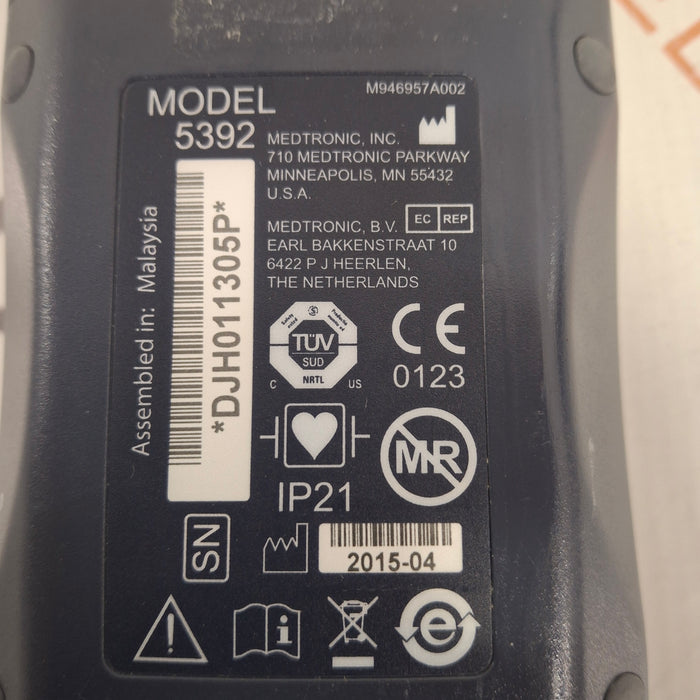 M946957A002
MODEL
5392
MEDTRONIC, INC.
710 MEDTRONIC PARKWAY
MINNEAPOLIS, MN 55432
U.S.A.
MEDTRONIC, B.V. EC REP
EARL BAKKENSTRAAT 10
6422 P J HEERLEN,
THE NETHERLANDS
Assembled in: Malaysia
*DJH011305P*
TÜV
SUD
NRTL
C US
CE
0123
MR
IP21
SN
2015-04
i
e